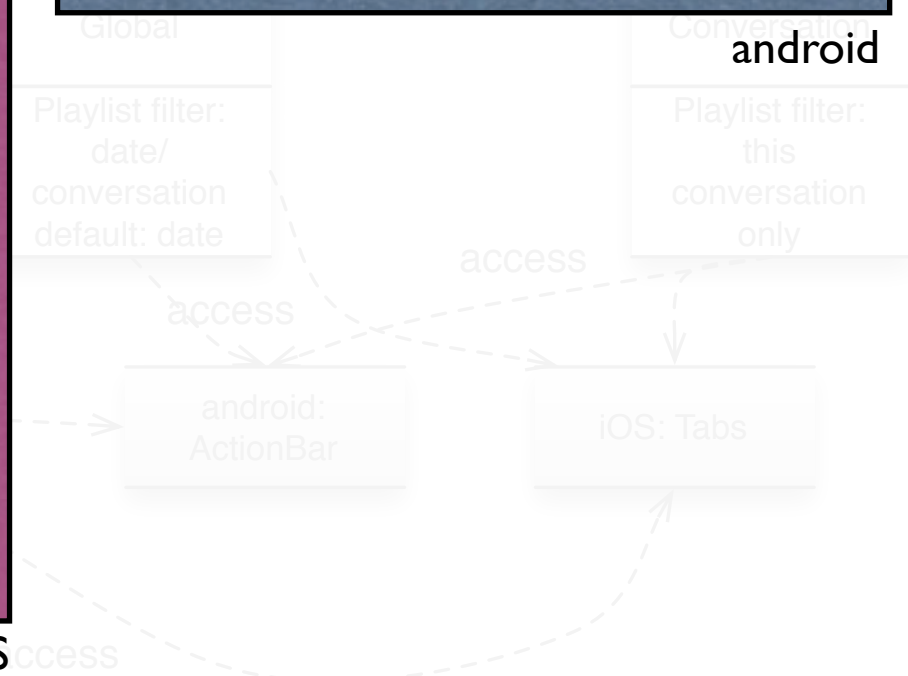 Global
Conversation
android
Playlist filter:
date/
conversation
default: date
Playlist filter:
this
conversation
only
access
access
android:
ActionBar
iOS: Tabs
S
access